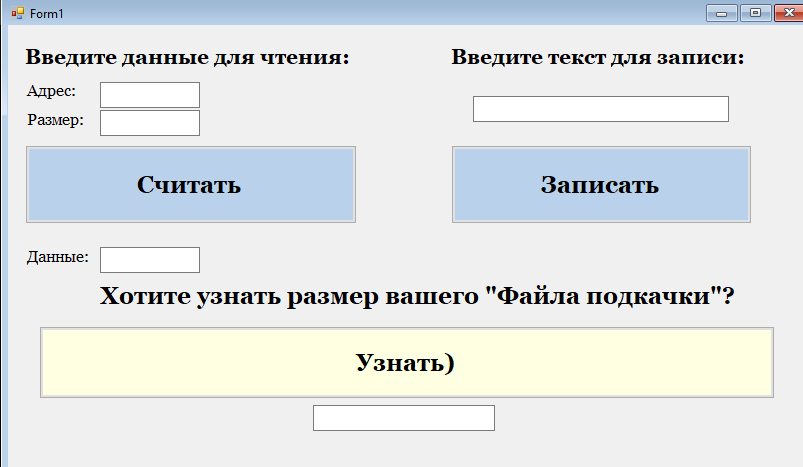 Form1
Введите данные для чтения:
Адрес:
Размер:
Считать
Данные:
Введите текст для записи:
Записать
Хотите узнать размер вашего "Файла подкачки"?
Узнать)